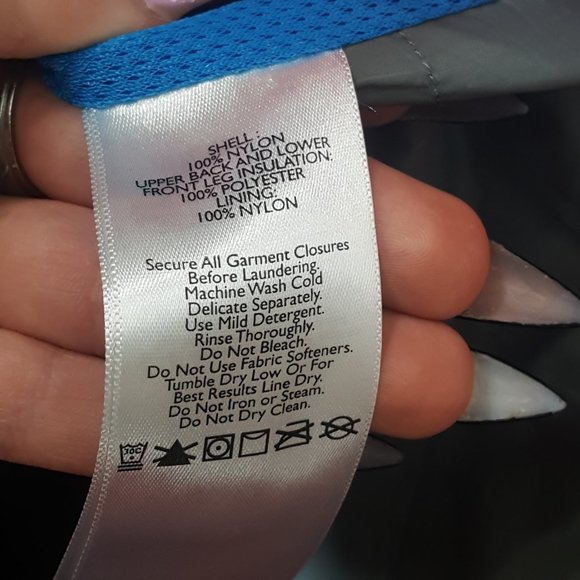 SHELL:
100% NYLON
UPPER BACK AND LOWER
FRONT LEG INSULATION:
100% POLYESTER
LINING:
100% NYLON
Secure All Garment Closures
Before Laundering.
Machine Wash Cold
Delicate Separately.
Use Mild Detergent.
Rinse Thoroughly.
Do Not Bleach.
Do Not Use Fabric Softeners.
Tumble Dry Low Or For
Best Results Line Dry.
Do Not Iron or Steam.
Do Not Dry Clean.
30C